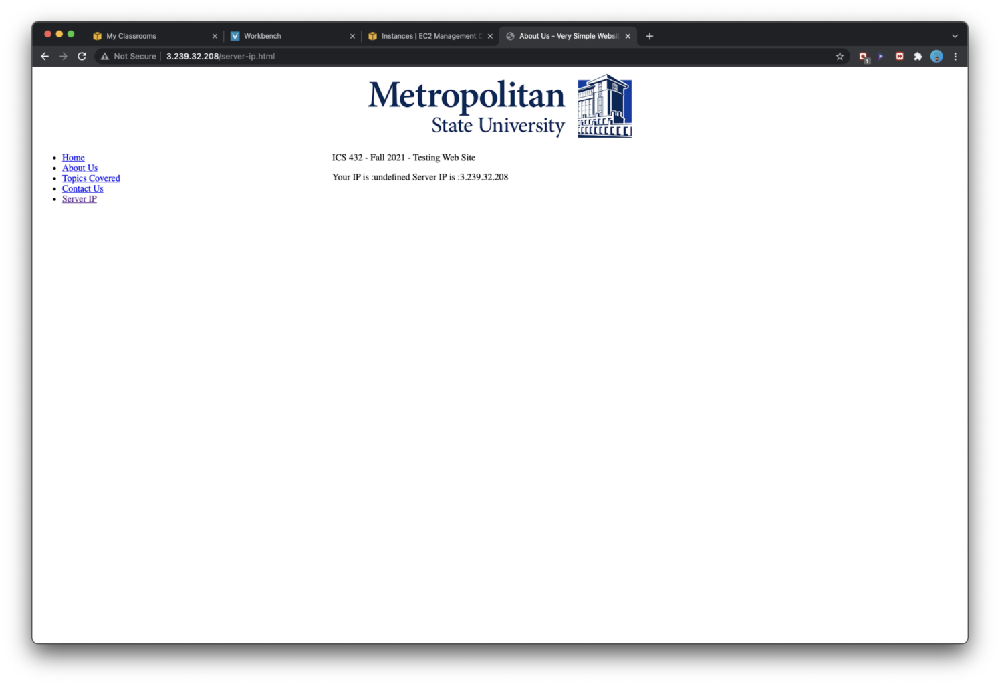 My Classrooms
Workbench
Instances | EC2 Management C
About Us - Very Simple Websi
Not Secure | 3.239.32.208/server-ip.html
1
Metropolitan
State University
Home
About Us
Topics Covered
Contact Us
Server IP
ICS 432 - Fall 2021 - Testing Web Site
Your IP is :undefined Server IP is :3.239.32.208